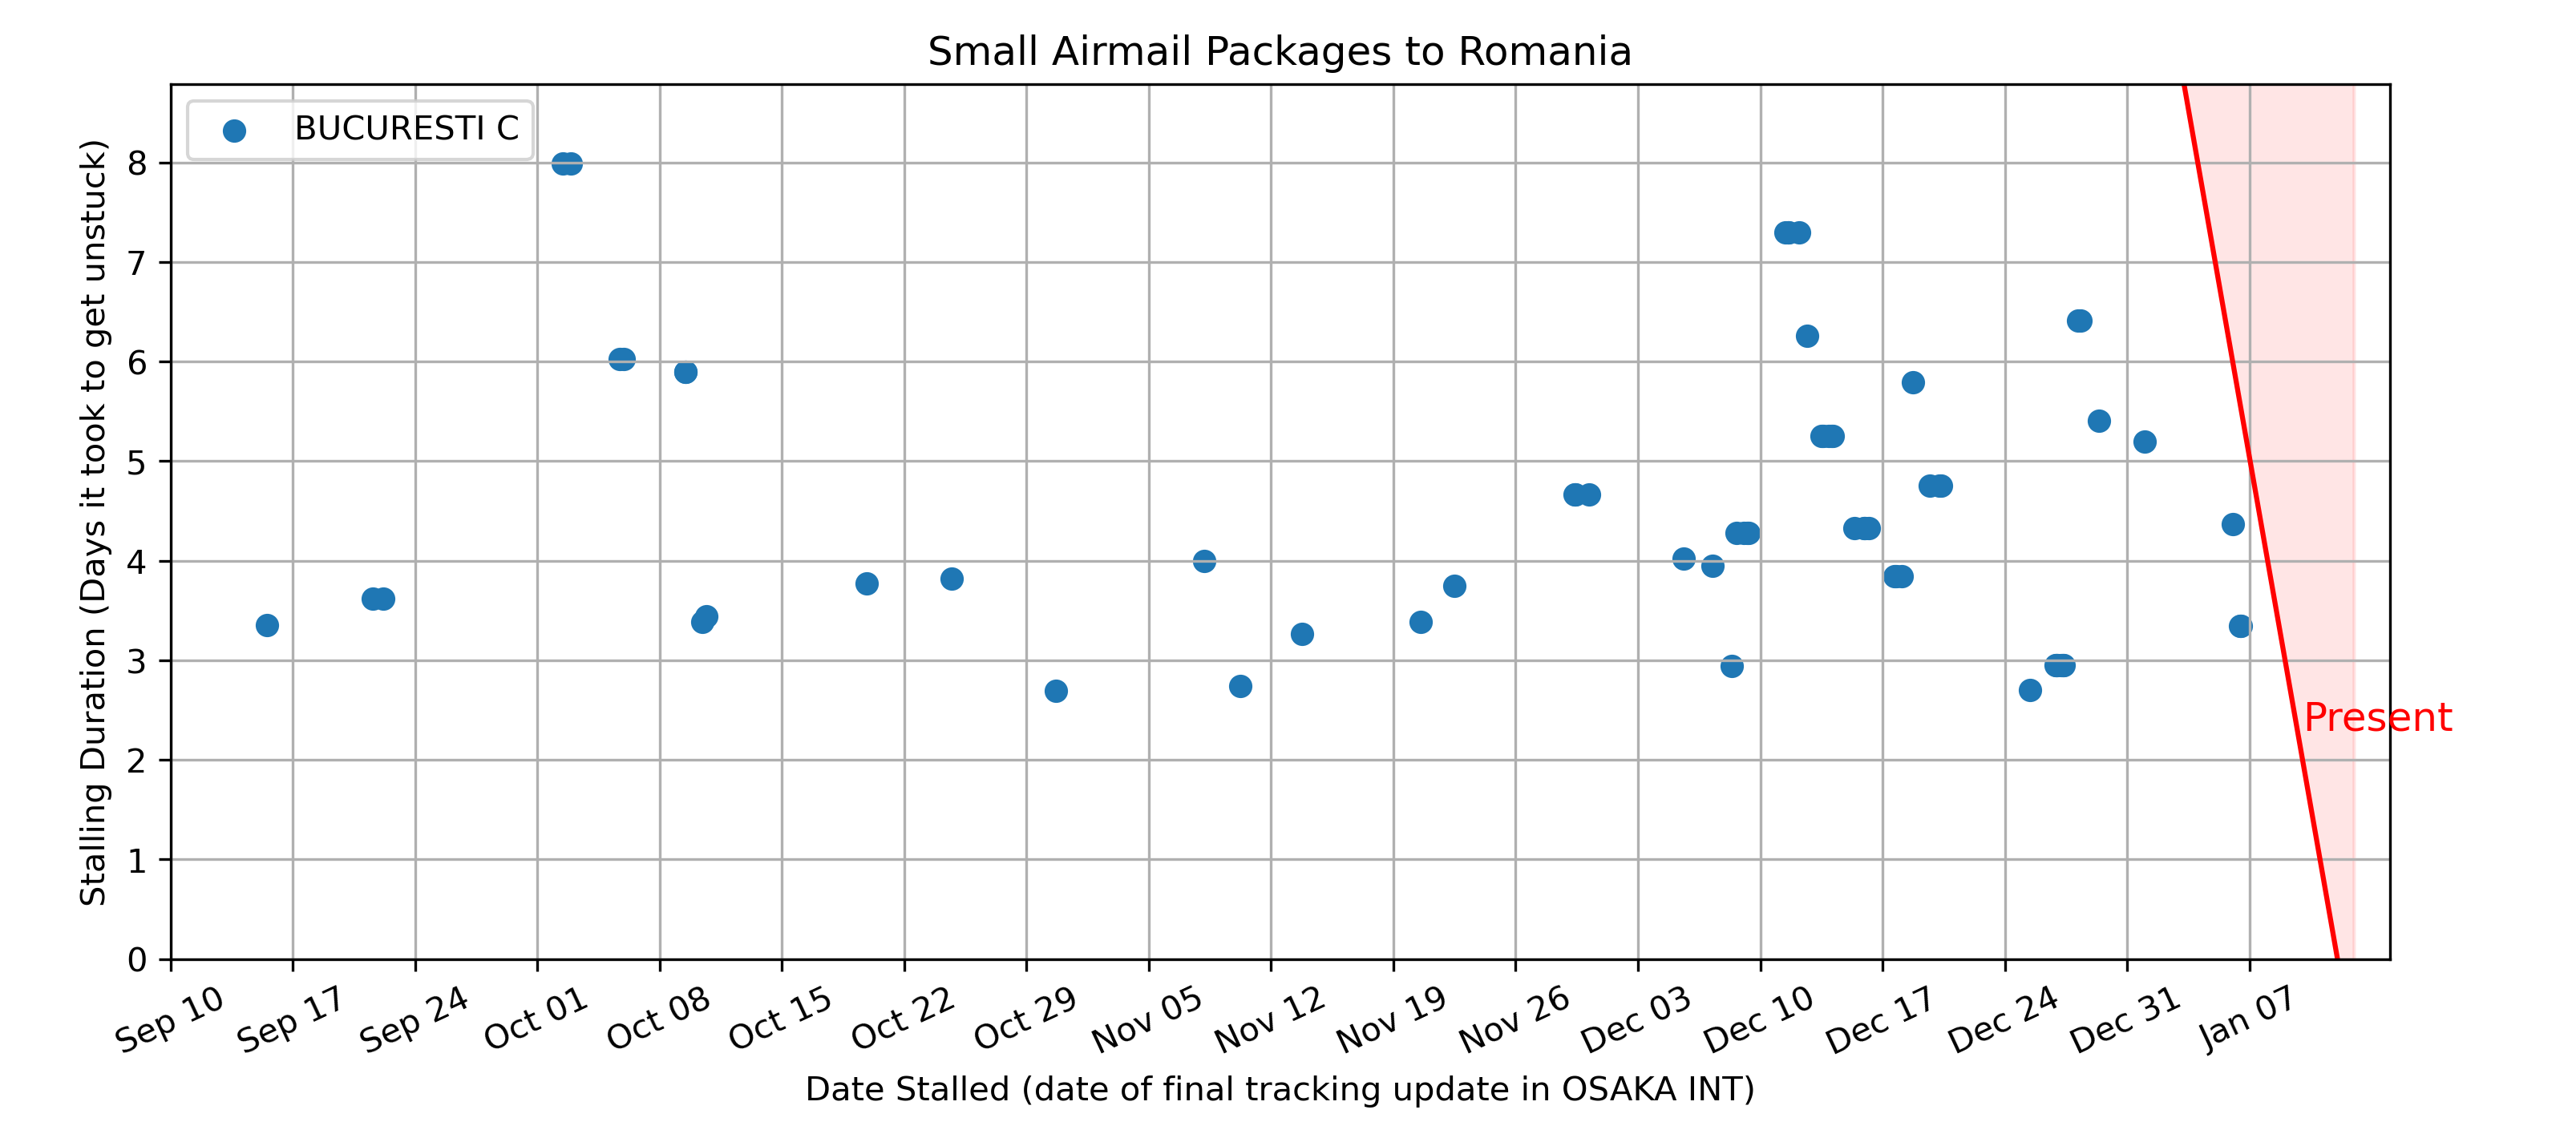 Small Airmail Packages to Romania
BUCURESTI C
Stalling Duration (Days it took to get unstuck)
8
7
6
5
4
3
2
1
0
Present
Sep 10
Sep 17
Sep 24
Oct 01
Oct 08
Oct 15
Oct 22
Oct 29
Nov 05
Nov 12
Nov 19
Nov 26
Dec 03
Dec 10
Dec 17
Dec 24
Dec 31
Jan 07
Date Stalled (date of final tracking update in OSAKA INT)